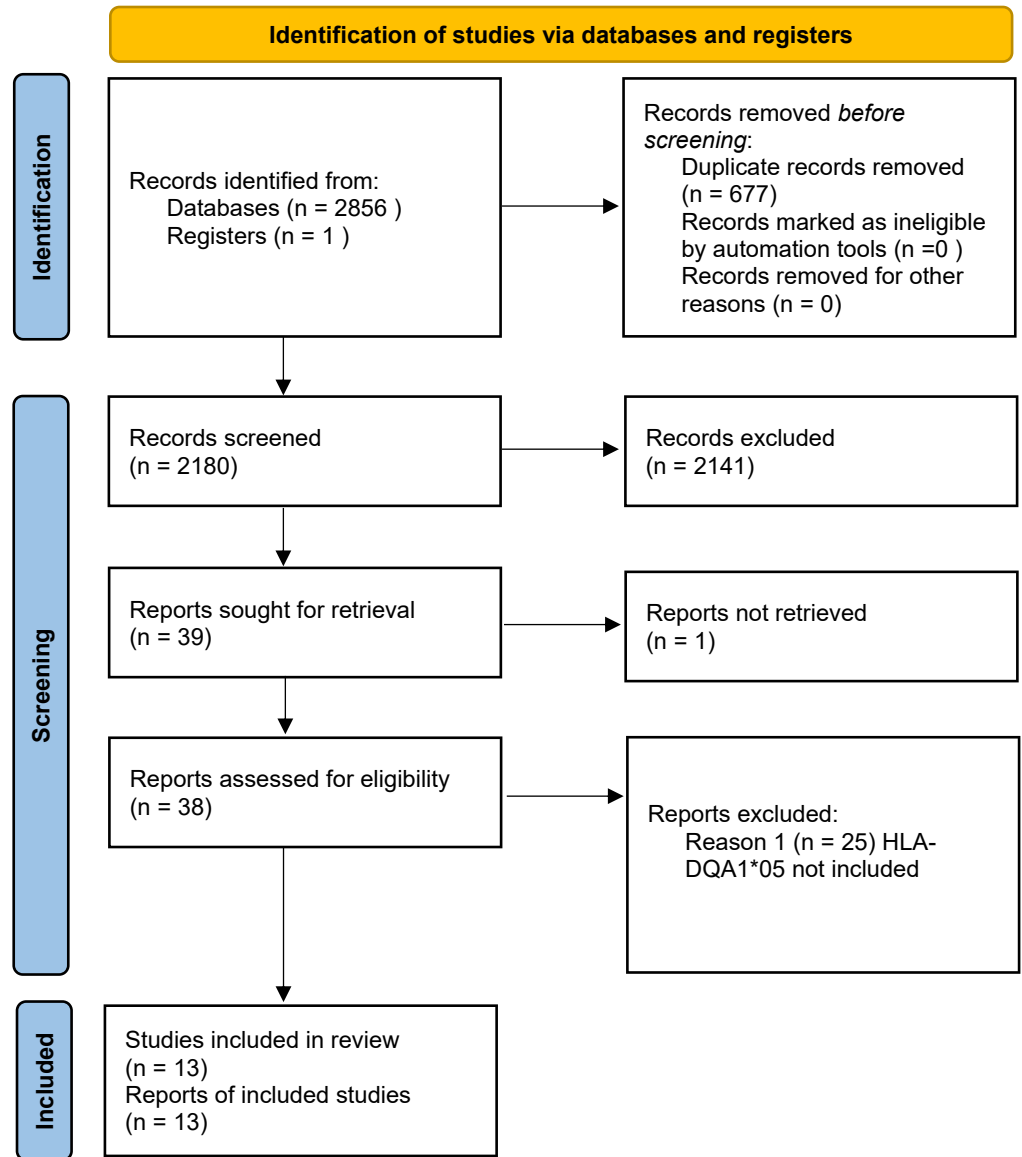 Identification of studies via databases and registers
Identification
Records identified from:
Databases (n = 2856 )
Registers (n = 1 )
Records removed before
screening:
Duplicate records removed
(n = 677)
Records marked as ineligible
by automation tools (n =0 )
Records removed for other
reasons (n = 0)
Screening
Records screened
(n = 2180)
Records excluded
(n = 2141)
Reports sought for retrieval
(n = 39)
Reports not retrieved
(n = 1)
Reports assessed for eligibility
(n = 38)
Reports excluded:
Reason 1 (n = 25) HLA-
DQA1*05 not included
Included
Studies included in review
(n = 13)
Reports of included studies
(n = 13)